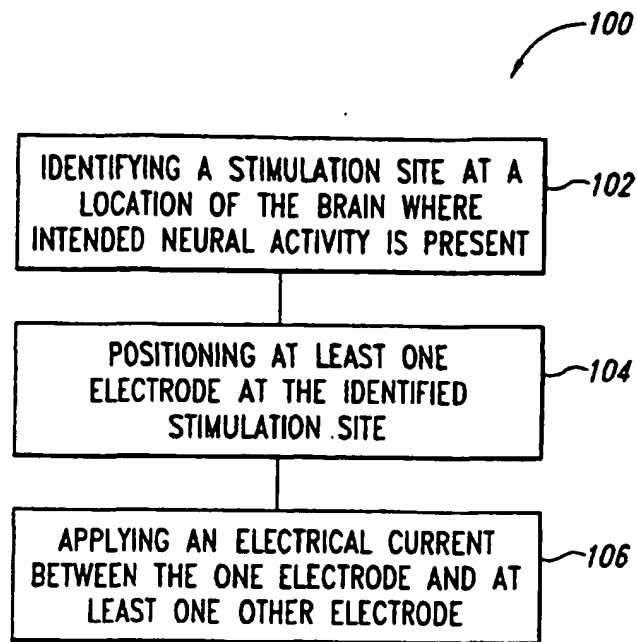 100
IDENTIFYING A STIMULATION SITE AT A
LOCATION OF THE BRAIN WHERE
INTENDED NEURAL ACTIVITY IS PRESENT
102
POSITIONING AT LEAST ONE
ELECTRODE AT THE IDENTIFIED
STIMULATION SITE
104
APPLYING AN ELECTRICAL CURRENT
BETWEEN THE ONE ELECTRODE AND AT
LEAST ONE OTHER ELECTRODE
106